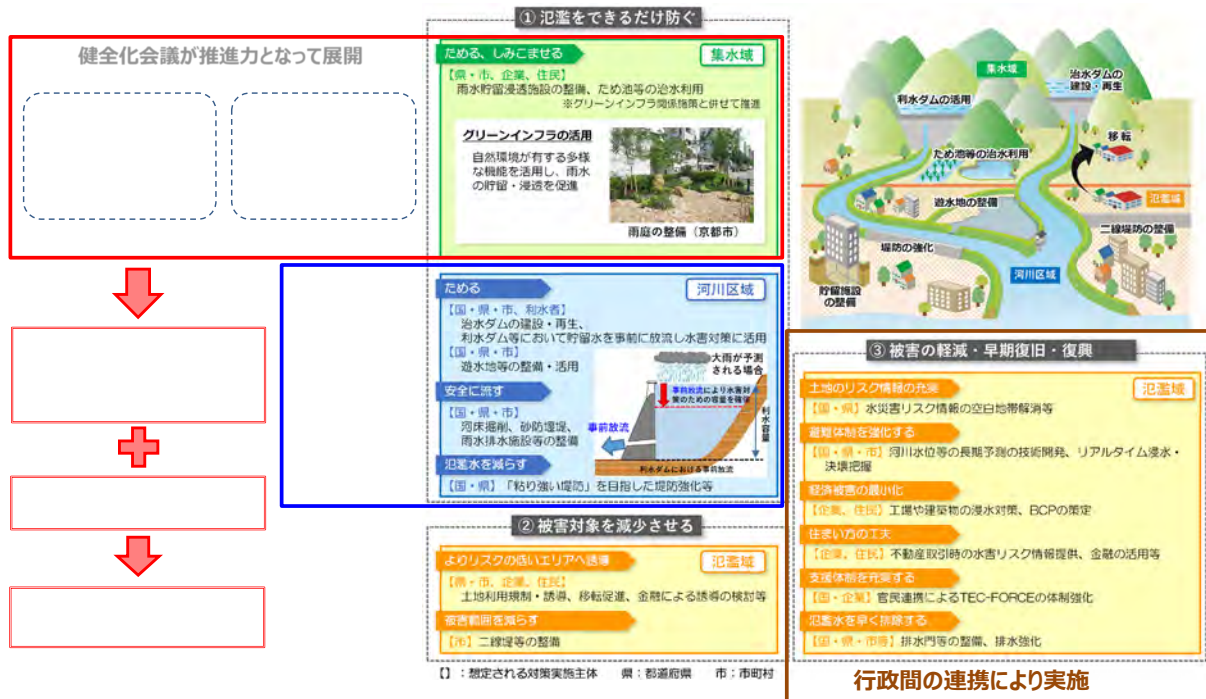 ① 氾濫をできるだけ防ぐ
健全化会議が推進力となって展開
ためる、しみこませる
集水域
【県・市、企業、住民】
雨水貯留浸透施設の整備、ため池等の治水利用
※グリーンインフラ関係施策と併せて推進
グリーンインフラの活用
自然環境が有する多様
な機能を活用し、雨水
の貯留・浸透を促進
雨庭の整備（京都市）
ためる
河川区域
【国・県・市、利水者】
治水ダムの建設・再生、
利水ダム等において貯留水を事前に放流し水害対策に活用
【国・県・市】
遊水地等の整備・活用
大雨が予測
される場合
事前放流により水害対
策のための容量を確保
利水容量
事前放流
利水ダムにおける事前放流
安全に流す
【国・県・市】
河床掘削、砂防堰堤、
雨水排水施設等の整備
氾濫水を減らす
【国・県】「粘り強い堤防」を目指した堤防強化等
② 被害対象を減少させる
よりリスクの低いエリアへ誘導
氾濫域
【県・市、企業、住民】
土地利用規制・誘導、移転促進、金融による誘導の検討等
被害範囲を減らす
【市】二線堤等の整備
【】：想定される対策実施主体　県：都道府県　市：市町村
集水域
治水ダムの
建設・再生
利水ダムの活用
移転
ため池等の治水利用
氾濫域
遊水地の整備
二線堤防の整備
堤防の強化
河川区域
貯留施設
の整備
③ 被害の軽減・早期復旧・復興
土地のリスク情報の充実
氾濫域
【国・県】水災害リスク情報の空白地帯解消等
避難体制を強化する
【国・県・市】河川水位等の長期予測の技術開発、リアルタイム浸水・
決壊把握
経済被害の最小化
【企業、住民】工場や建築物の浸水対策、BCPの策定
住まい方の工夫
【企業、住民】不動産取引時の水害リスク情報提供、金融の活用等
支援体制を充実する
【国・企業】官民連携によるTEC-FORCEの体制強化
氾濫水を早く排除する
【国・県・市等】排水門等の整備、排水強化
行政間の連携により実施